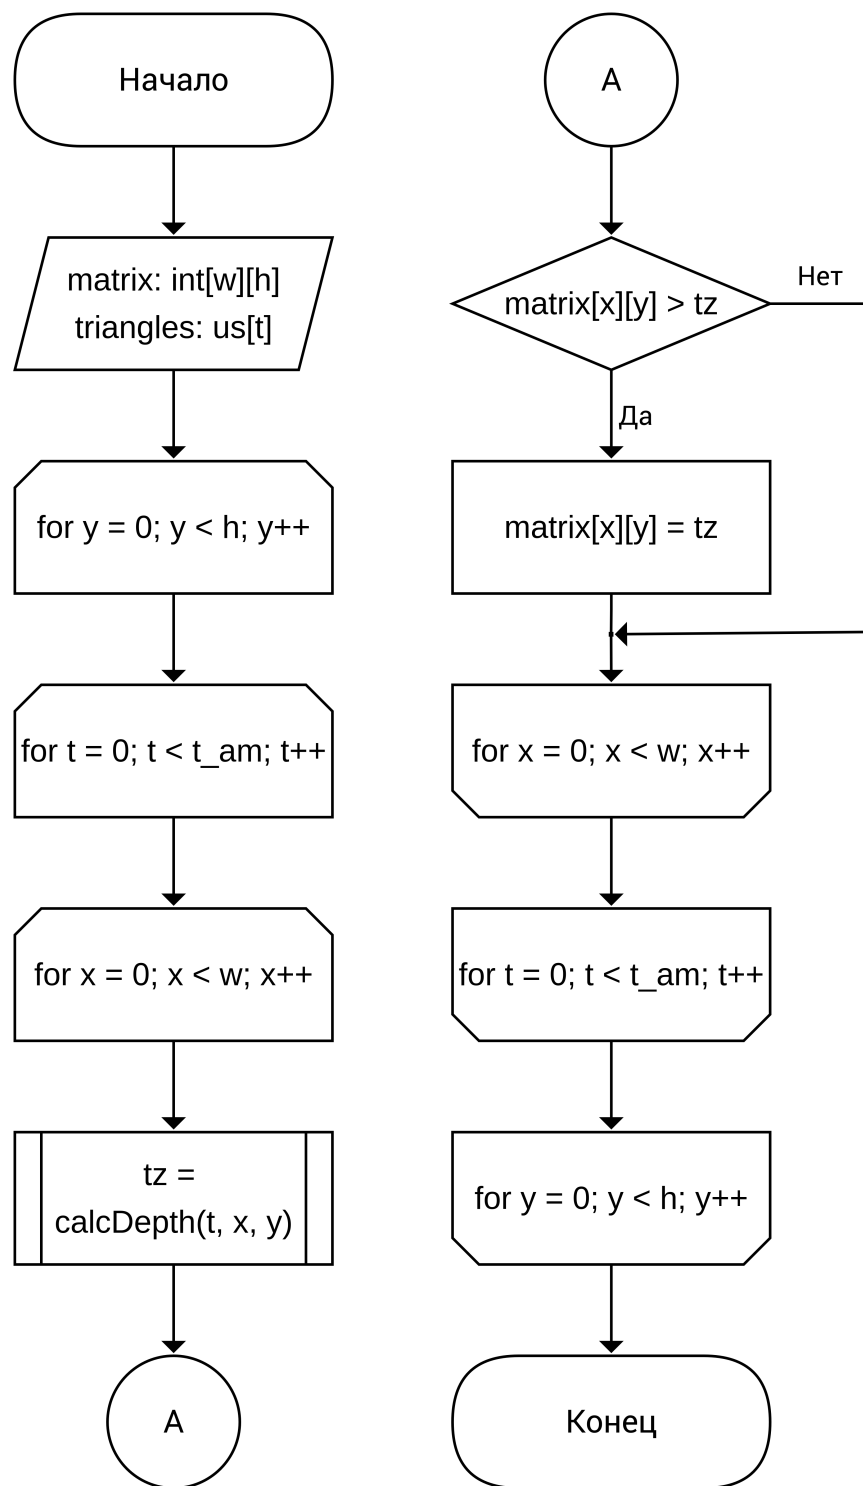 Начало
matrix: int[w][h]
triangles: us[t]
for y = 0; y < h; y++
for t = 0; t < t_am; t++
for x = 0; x < w; x++
tz =
calcDepth(t, x, y)
А
А
matrix[x][y] > tz
Нет
Да
matrix[x][y] = tz
for x = 0; x < w; x++
for t = 0; t < t_am; t++
for y = 0; y < h; y++
Конец